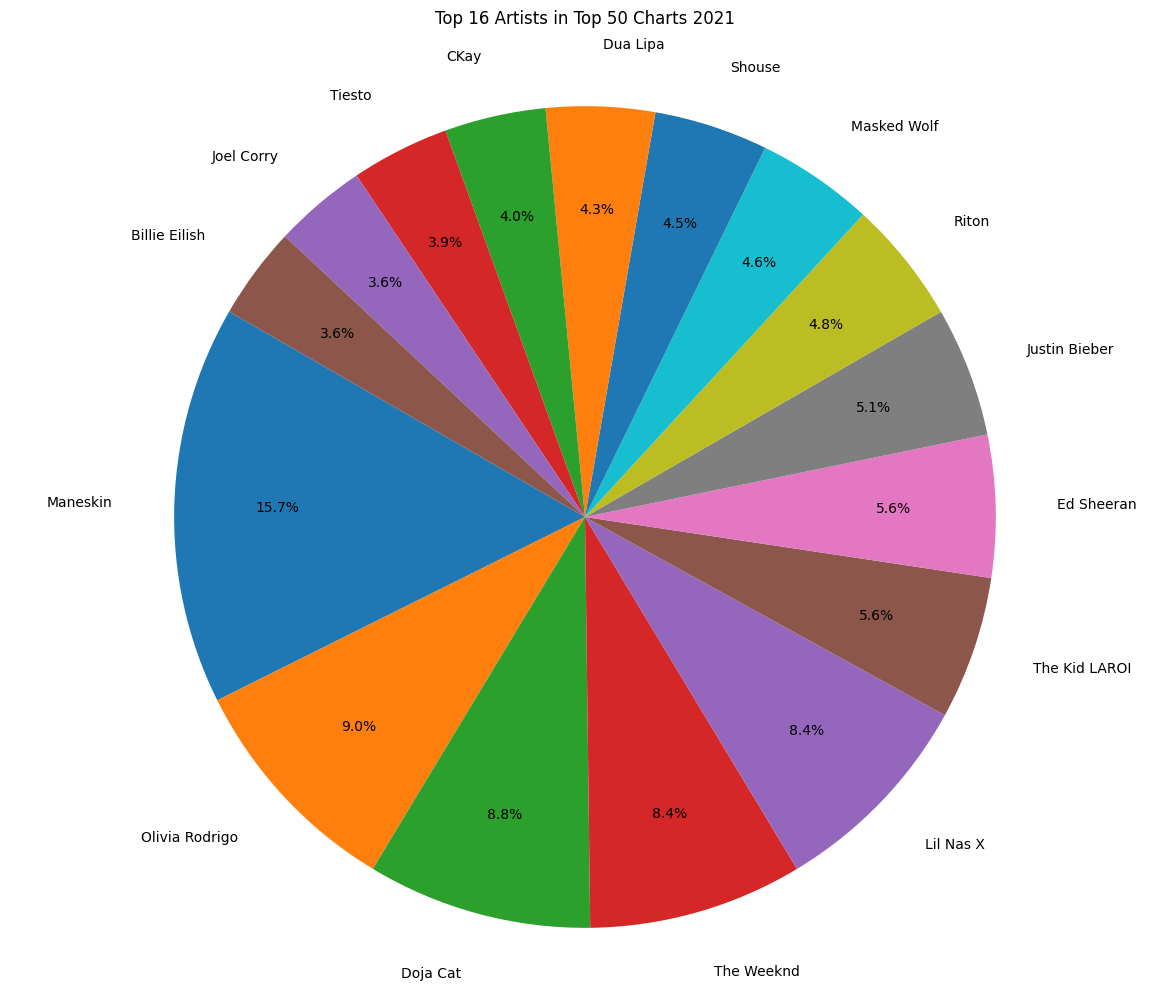 Top 16 Artists in Top 50 Charts 2021
Dua Lipa
CKay
Shouse
Tiesto
Masked Wolf
Joel Corry
Riton
Billie Eilish
Justin Bieber
Maneskin
Ed Sheeran
The Kid LAROI
Olivia Rodrigo
Lil Nas X
Doja Cat
The Weeknd
4.3%
4.0%
4.5%
3.9%
4.6%
3.6%
4.8%
3.6%
5.1%
15.7%
5.6%
5.6%
9.0%
8.4%
8.8%
8.4%